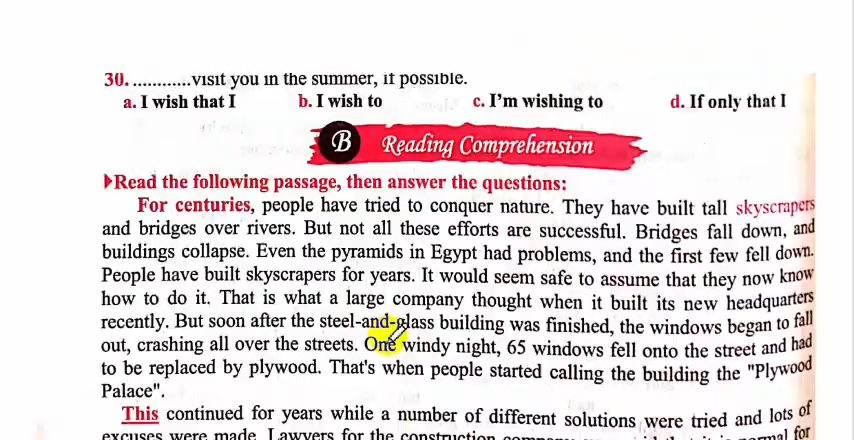 30. ............visit you in the summer, if possible.
a. I wish that I b. I wish to c. I'm wishing to d. If only that I
B Reading Comprehension
▶Read the following passage, then answer the questions:
For centuries, people have tried to conquer nature. They have built tall skyscrapers
and bridges over rivers. But not all these efforts are successful. Bridges fall down, and
buildings collapse. Even the pyramids in Egypt had problems, and the first few fell down.
People have built skyscrapers for years. It would seem safe to assume that they now know
how to do it. That is what a large company thought when it built its new headquarters
recently. But soon after the steel-and-glass building was finished, the windows began to fall
out, crashing all over the streets. One windy night, 65 windows fell onto the street and had
to be replaced by plywood. That's when people started calling the building the "Plywood
Palace".
This continued for years while a number of different solutions were tried and lots of
excuses were made. Lawyers for the construction